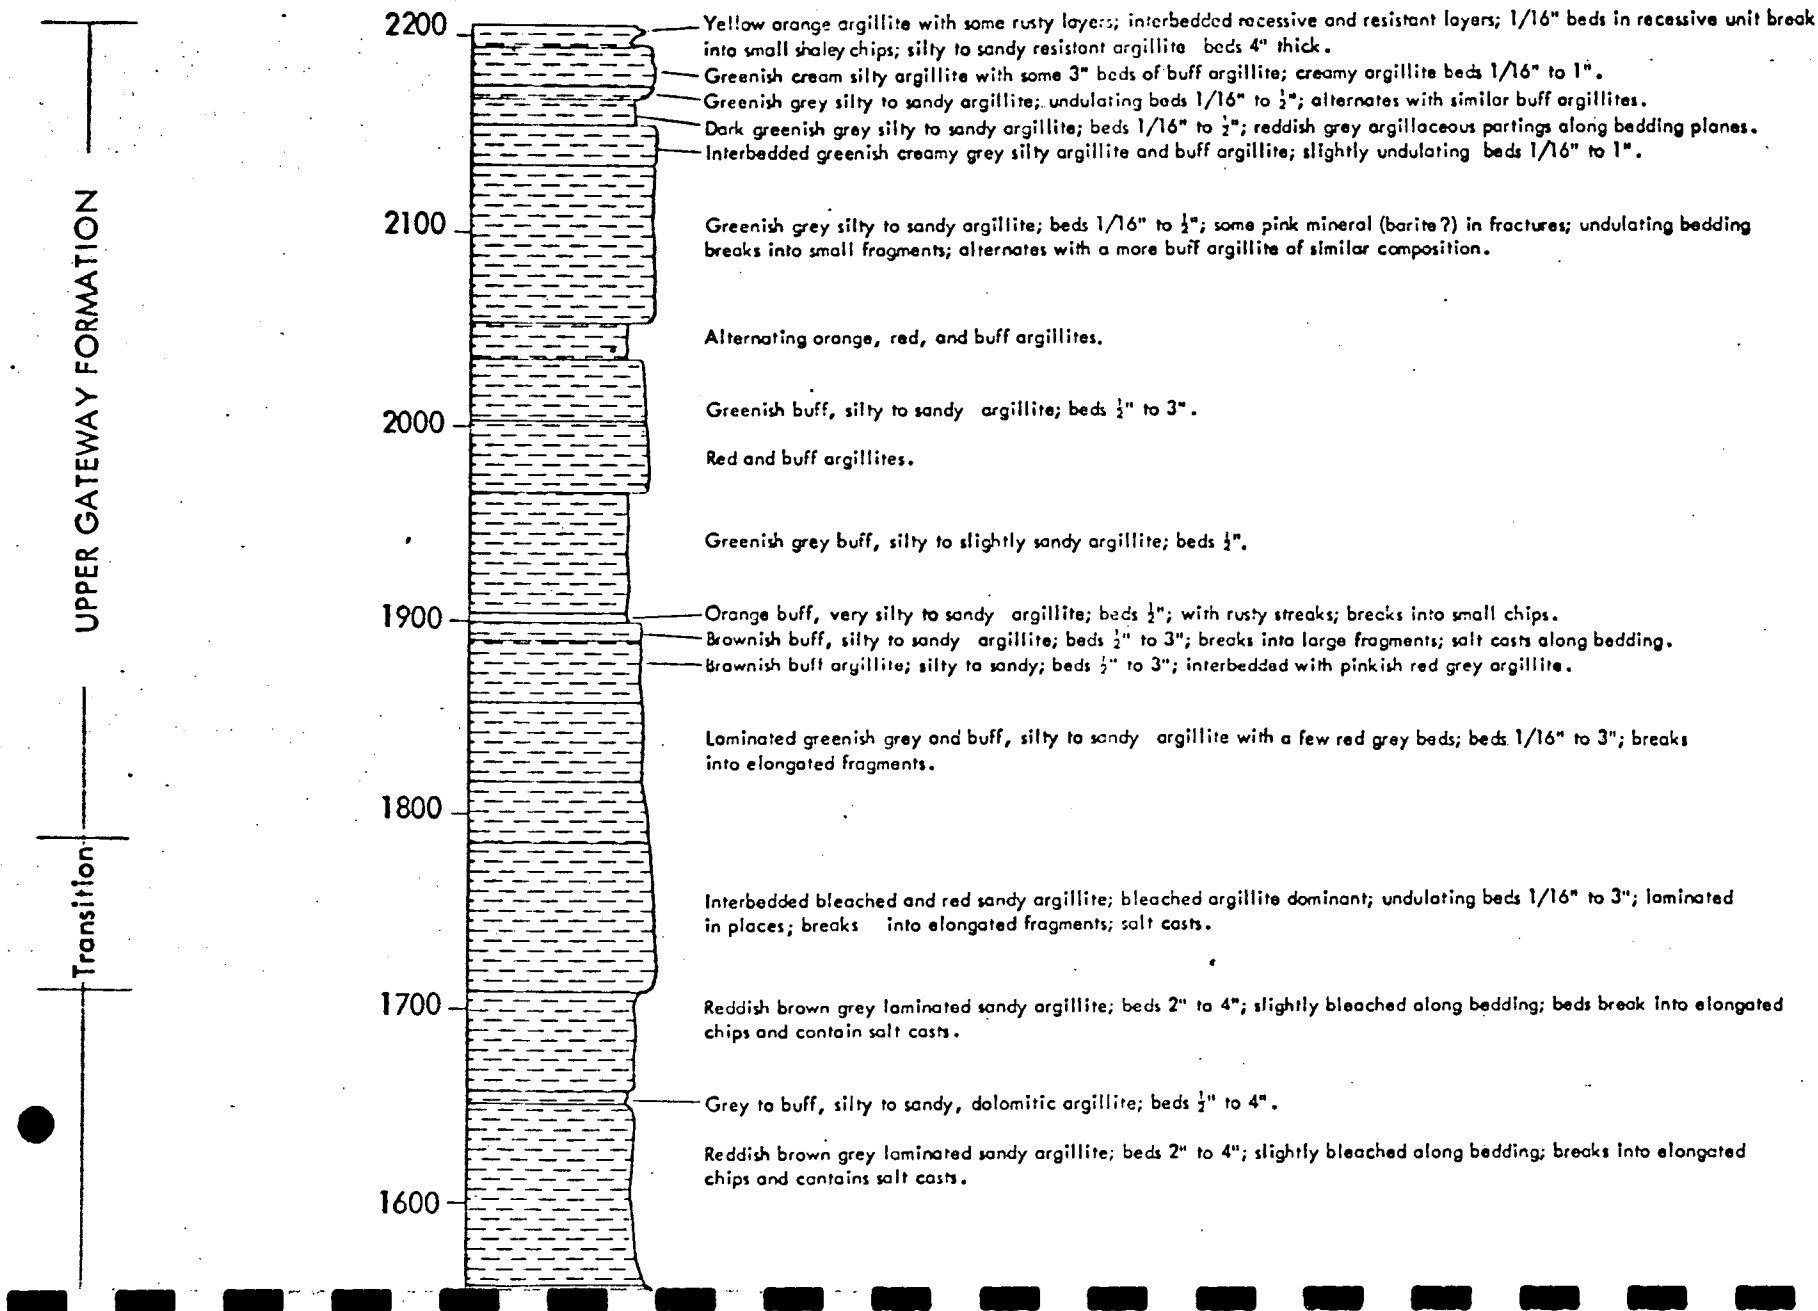 2200
Yellow orange argillite with some rusty layers; interbedded recessive and resistant layers; 1/16" beds in recessive unit break
into small shaley chips; silty to sandy resistant argillite beds 4" thick.
Greenish cream silty argillite with some 3" beds of buff argillite; creamy argillite beds 1/16" to 1".
Greenish grey silty to sandy argillite; undulating beds 1/16" to ½"; alternates with similar buff argillites.
Dark greenish grey silty to sandy argillite; beds 1/16" to ½"; reddish grey argillaceous partings along bedding planes.
Interbedded greenish creamy grey silty argillite and buff argillite; slightly undulating beds 1/16" to 1".
UPPER GATEWAY FORMATION
2100
Greenish grey silty to sandy argillite; beds 1/16" to ½"; some pink mineral (barite?) in fractures; undulating bedding
breaks into small fragments; alternates with a more buff argillite of similar composition.
Alternating orange, red, and buff argillites.
Greenish buff, silty to sandy argillite; beds ½" to 3".
2000
Red and buff argillites.
Greenish grey buff, silty to slightly sandy argillite; beds ½".
1900
Orange buff, very silty to sandy argillite; beds ½"; with rusty streaks; breaks into small chips.
Brownish buff, silty to sandy argillite; beds ½" to 3"; breaks into large fragments; salt casts along bedding.
Brownish buff argillite; silty to sandy; beds ½" to 3"; interbedded with pinkish red grey argillite.
Laminated greenish grey and buff, silty to sandy argillite with a few red grey beds; beds 1/16" to 3"; breaks
into elongated fragments.
1800
Transition
Interbedded bleached and red sandy argillite; bleached argillite dominant; undulating beds 1/16" to 3"; laminated
in places; breaks into elongated fragments; salt casts.
1700
Reddish brown grey laminated sandy argillite; beds 2" to 4"; slightly bleached along bedding; beds break into elongated
chips and contain salt casts.
Grey to buff, silty to sandy, dolomitic argillite; beds ½" to 4".
Reddish brown grey laminated sandy argillite; beds 2" to 4"; slightly bleached along bedding; breaks into elongated
chips and contains salt casts.
1600